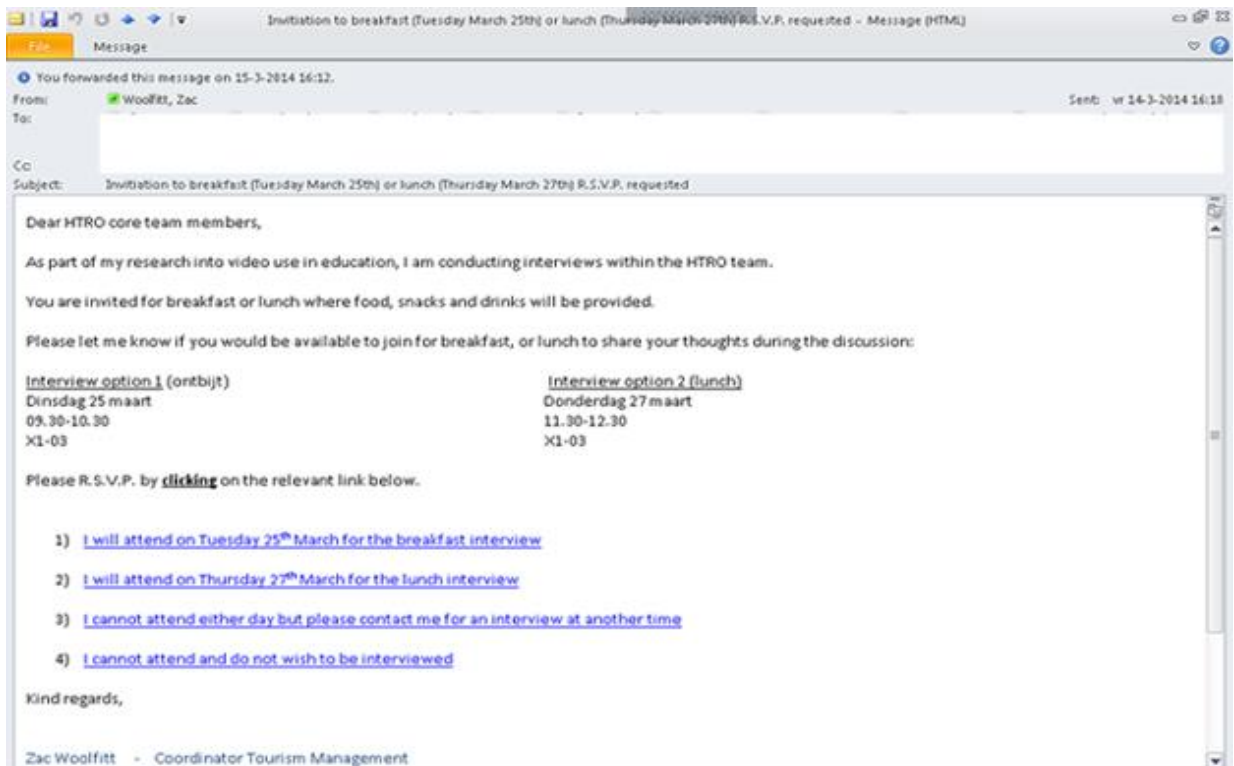 Invitiation to breakfast (Tuesday March 25th) or lunch (Thursday March 27th) R.S.V.P. requested - Message (HTML)
File Message
You forwarded this message on 15-3-2014 16:12.
From: Woolfitt, Zac Sent: vr 14-3-2014 16:18
To:
Cc:
Subject: Invitiation to breakfast (Tuesday March 25th) or lunch (Thursday March 27th) R.S.V.P. requested
Dear HTRO core team members,
As part of my research into video use in education, I am conducting interviews within the HTRO team.
You are invited for breakfast or lunch where food, snacks and drinks will be provided.
Please let me know if you would be available to join for breakfast, or lunch to share your thoughts during the discussion:
Interview option 1 (ontbijt) Interview option 2 (lunch)
Dinsdag 25 maart Donderdag 27 maart
09.30-10.30 11.30-12.30
X1-03 X1-03
Please R.S.V.P. by clicking on the relevant link below.
1) I will attend on Tuesday 25th March for the breakfast interview
2) I will attend on Thursday 27th March for the lunch interview
3) I cannot attend either day but please contact me for an interview at another time
4) I cannot attend and do not wish to be interviewed
Kind regards,
Zac Woolfitt - Coordinator Tourism Management